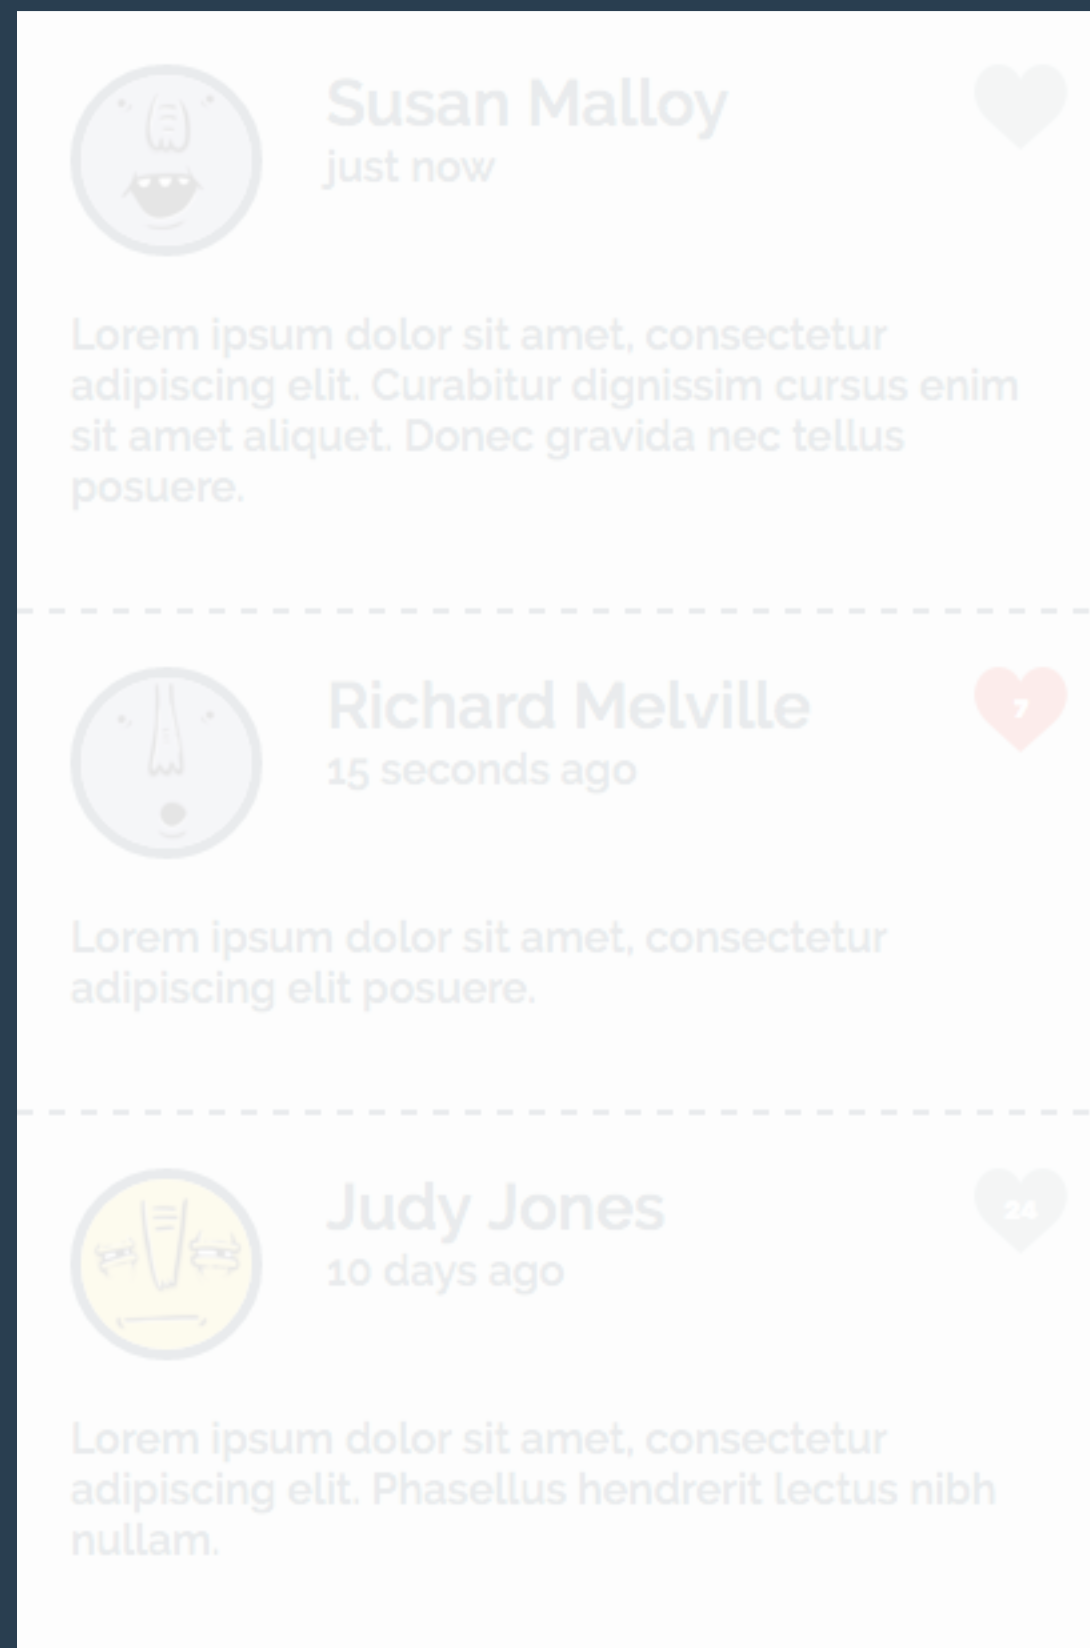 Susan Malloy
just now
Lorem ipsum dolor sit amet, consectetur
adipiscing elit. Curabitur dignissim cursus enim
sit amet aliquet. Donec gravida nec tellus
posuere.
Richard Melville
7
15 seconds ago
Lorem ipsum dolor sit amet, consectetur
adipiscing elit posuere.
Judy Jones
24
10 days ago
Lorem ipsum dolor sit amet, consectetur
adipiscing elit. Phasellus hendrerit lectus nibh
nullam.